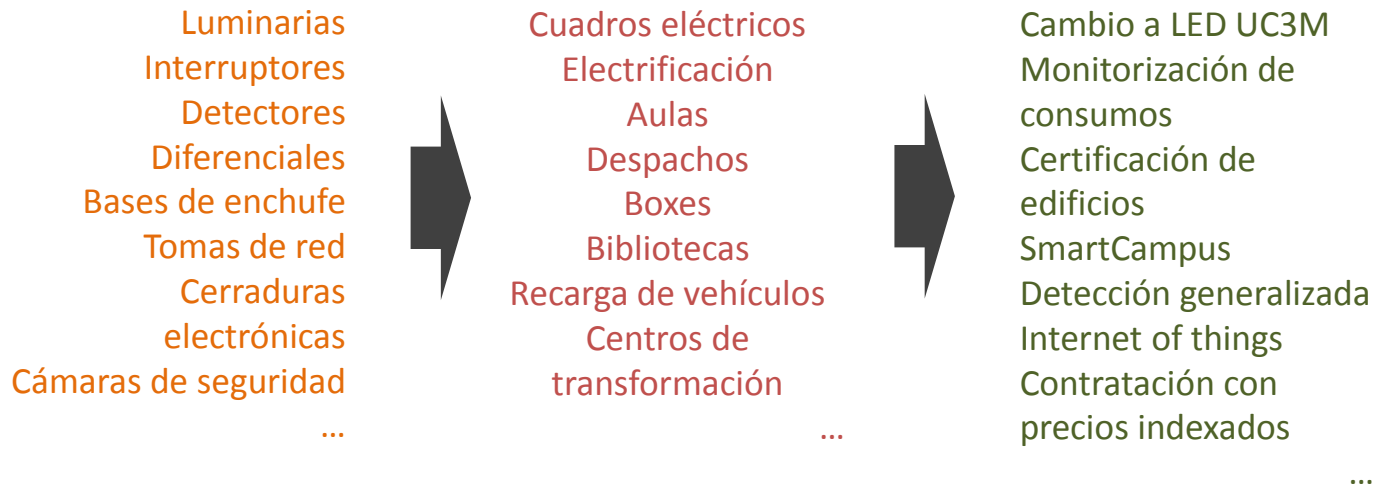 Luminarias
Interruptores
Detectores
Diferenciales
Bases de enchufe
Tomas de red
Cerraduras
electrónicas
Cámaras de seguridad
...
Cuadros eléctricos
Electrificación
Aulas
Despachos
Boxes
Bibliotecas
Recarga de vehículos
Centros de
transformación
...
Cambio a LED UC3M
Monitorización de
consumos
Certificación de
edificios
SmartCampus
Detección generalizada
Internet of things
Contratación con
precios indexados
...